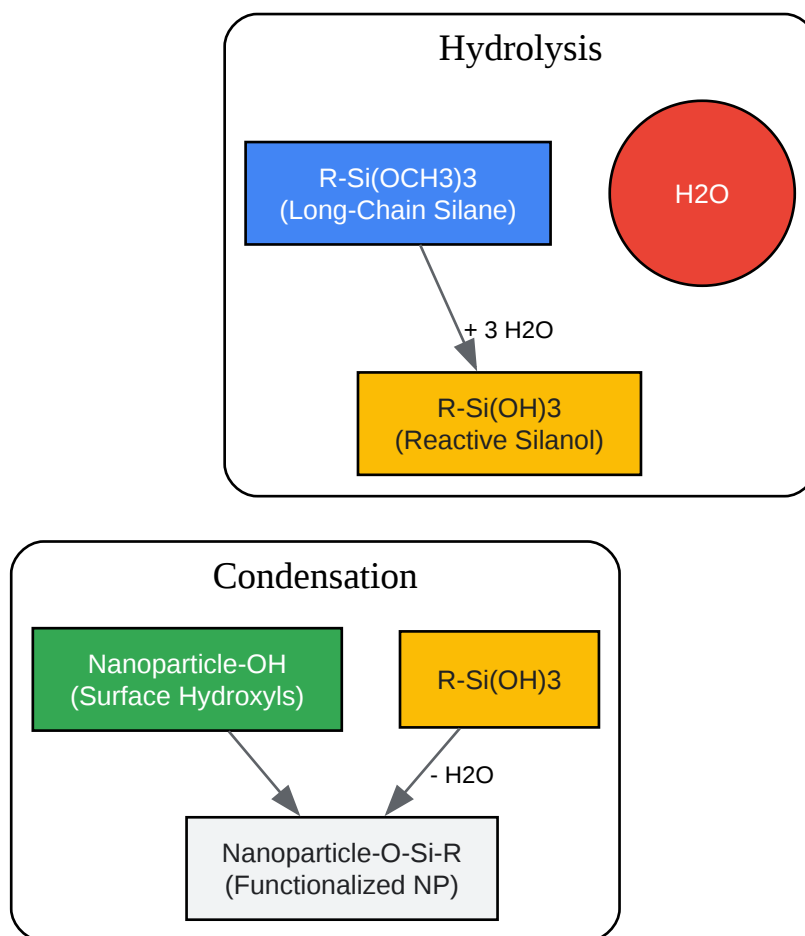 Hydrolysis
R-Si(OCH3)3
(Long-Chain Silane)
H2O
+ 3 H2O
R-Si(OH)3
(Reactive Silanol)
Condensation
Nanoparticle-OH
(Surface Hydroxyls)
R-Si(OH)3
- H2O
Nanoparticle-O-Si-R
(Functionalized NP)